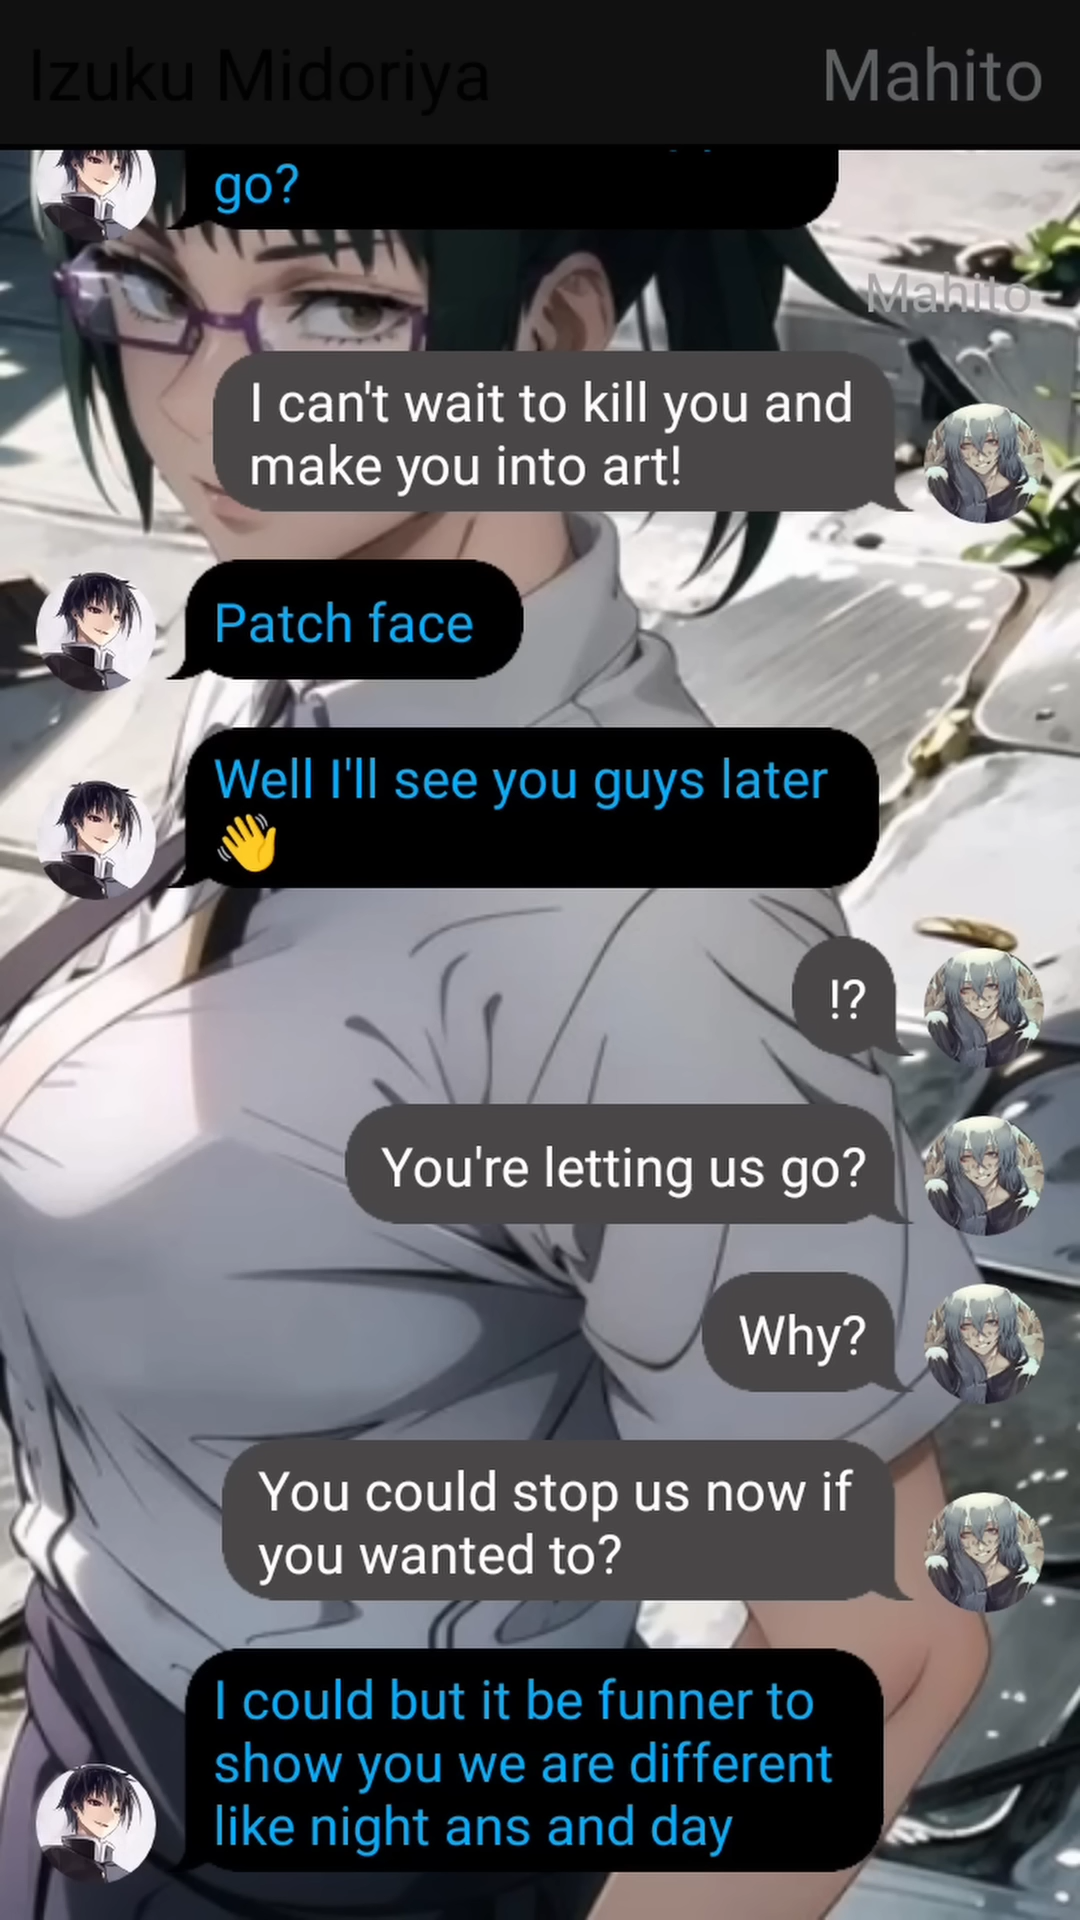 Izuku Midoriya
Mahito
go?
Mahito
I can't wait to kill you and
make you into art!
Patch face
Well I'll see you guys later
👋
!?
You're letting us go?
Why?
You could stop us now if
you wanted to?
I could but it be funner to
show you we are different
like night ans and day